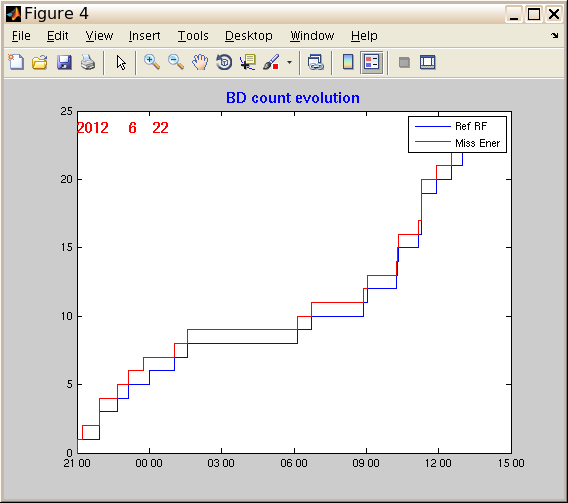 Figure 4
File Edit View Insert Tools Desktop Window Help
BD count evolution
2012 6 22
Ref RF
Miss Ener
25
20
15
10
5
0
21 00 00 00 03 00 06 00 09 00 12 00 15 00